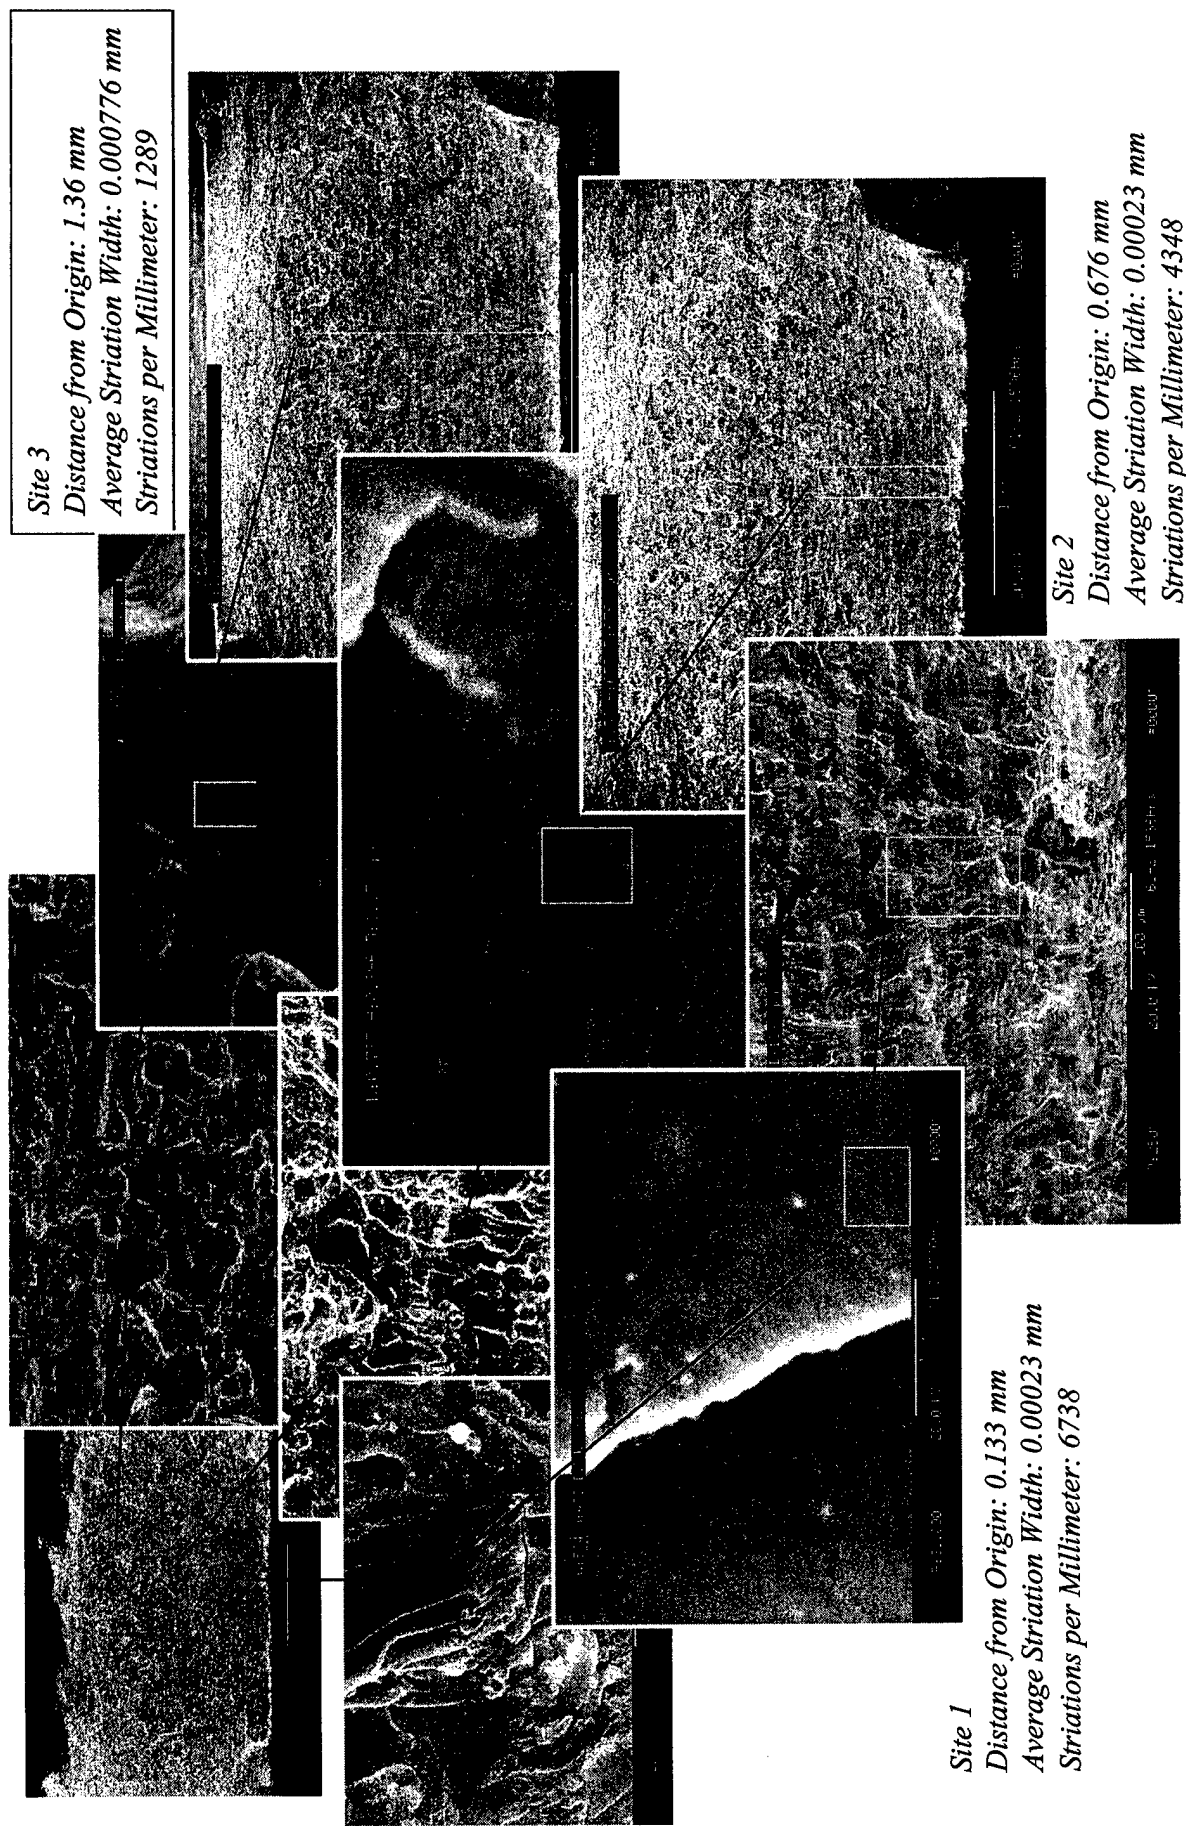 Site 3
Distance from Origin: 1.36 mm
Average Striation Width: 0.000776 mm
Striations per Millimeter: 1289
Site 2
Distance from Origin: 0.676 mm
Average Striation Width: 0.00023 mm
Striations per Millimeter: 4348
Site 1
Distance from Origin: 0.133 mm
Average Striation Width: 0.00023 mm
Striations per Millimeter: 6738